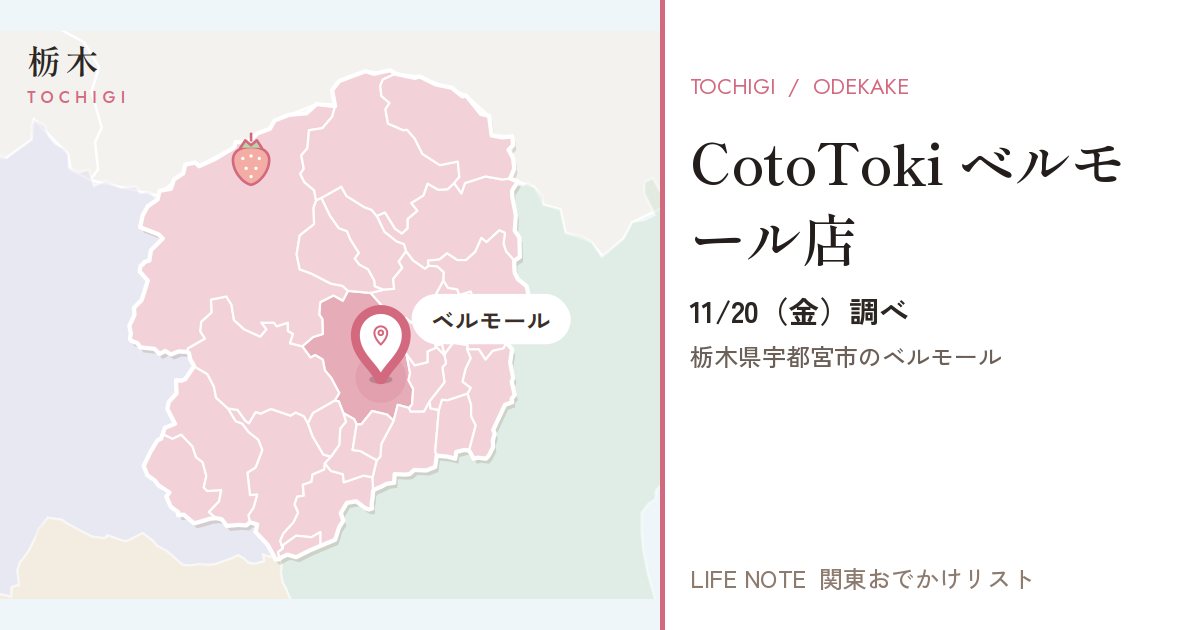 栃木
TOCHIGI
ベルモール
TOCHIGI / ODEKAKE
CotoToki ベルモ
ール店
11/20（金）調べ
栃木県宇都宮市のベルモール
LIFE NOTE 関東おでかけリスト